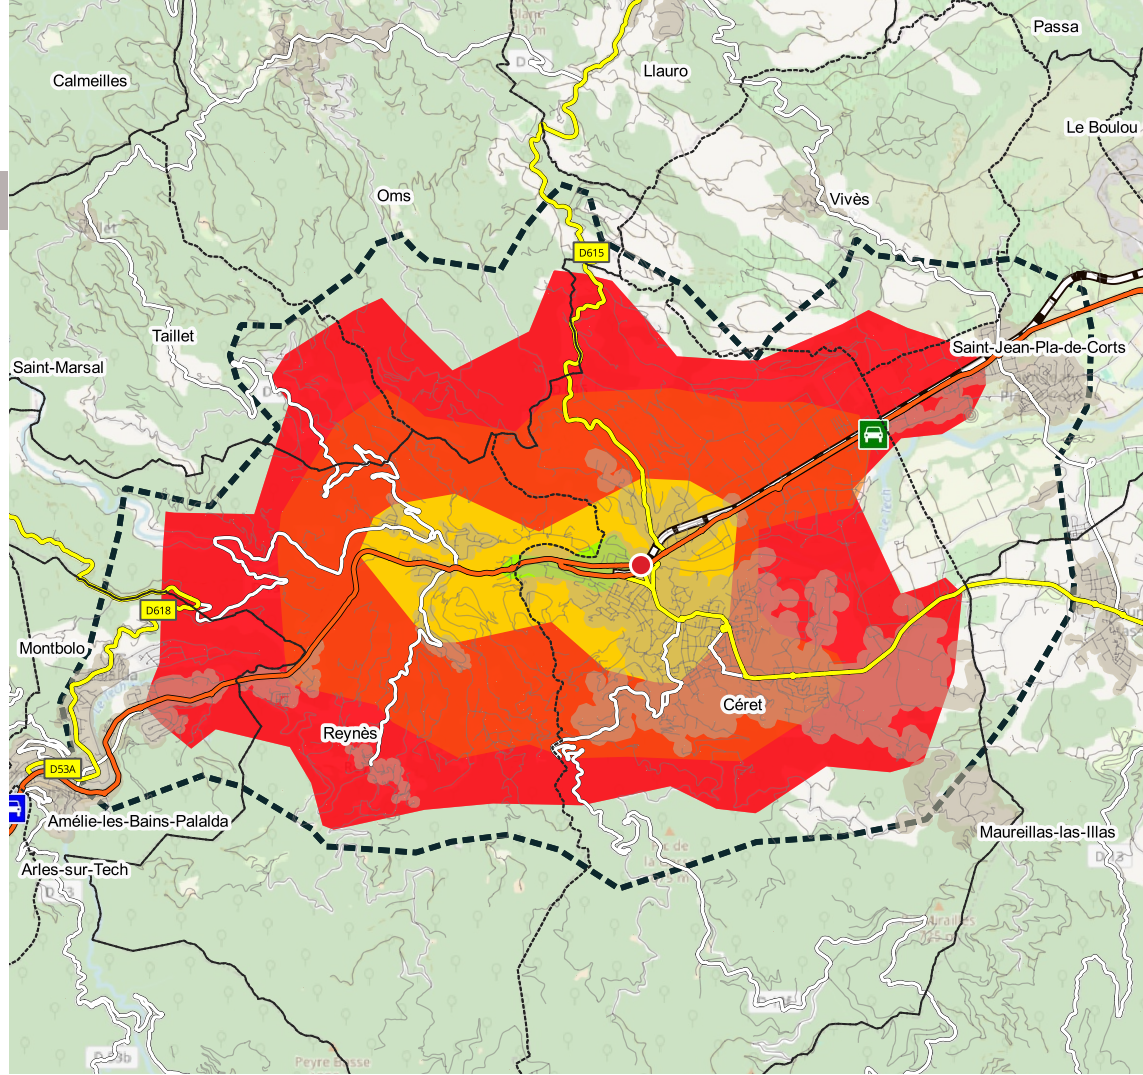 Passa
Llauro
Calmeilles
Le Boulou
Oms
Vivès
D615
Taillet
Saint-Jean-Pla-de-Corts
Saint-Marsal
D618
Montbolo
Céret
Reynès
D53A
Amélie-les-Bains-Palalda
Maureillas-las-Illas
Arles-sur-Tech
Peyre Basse